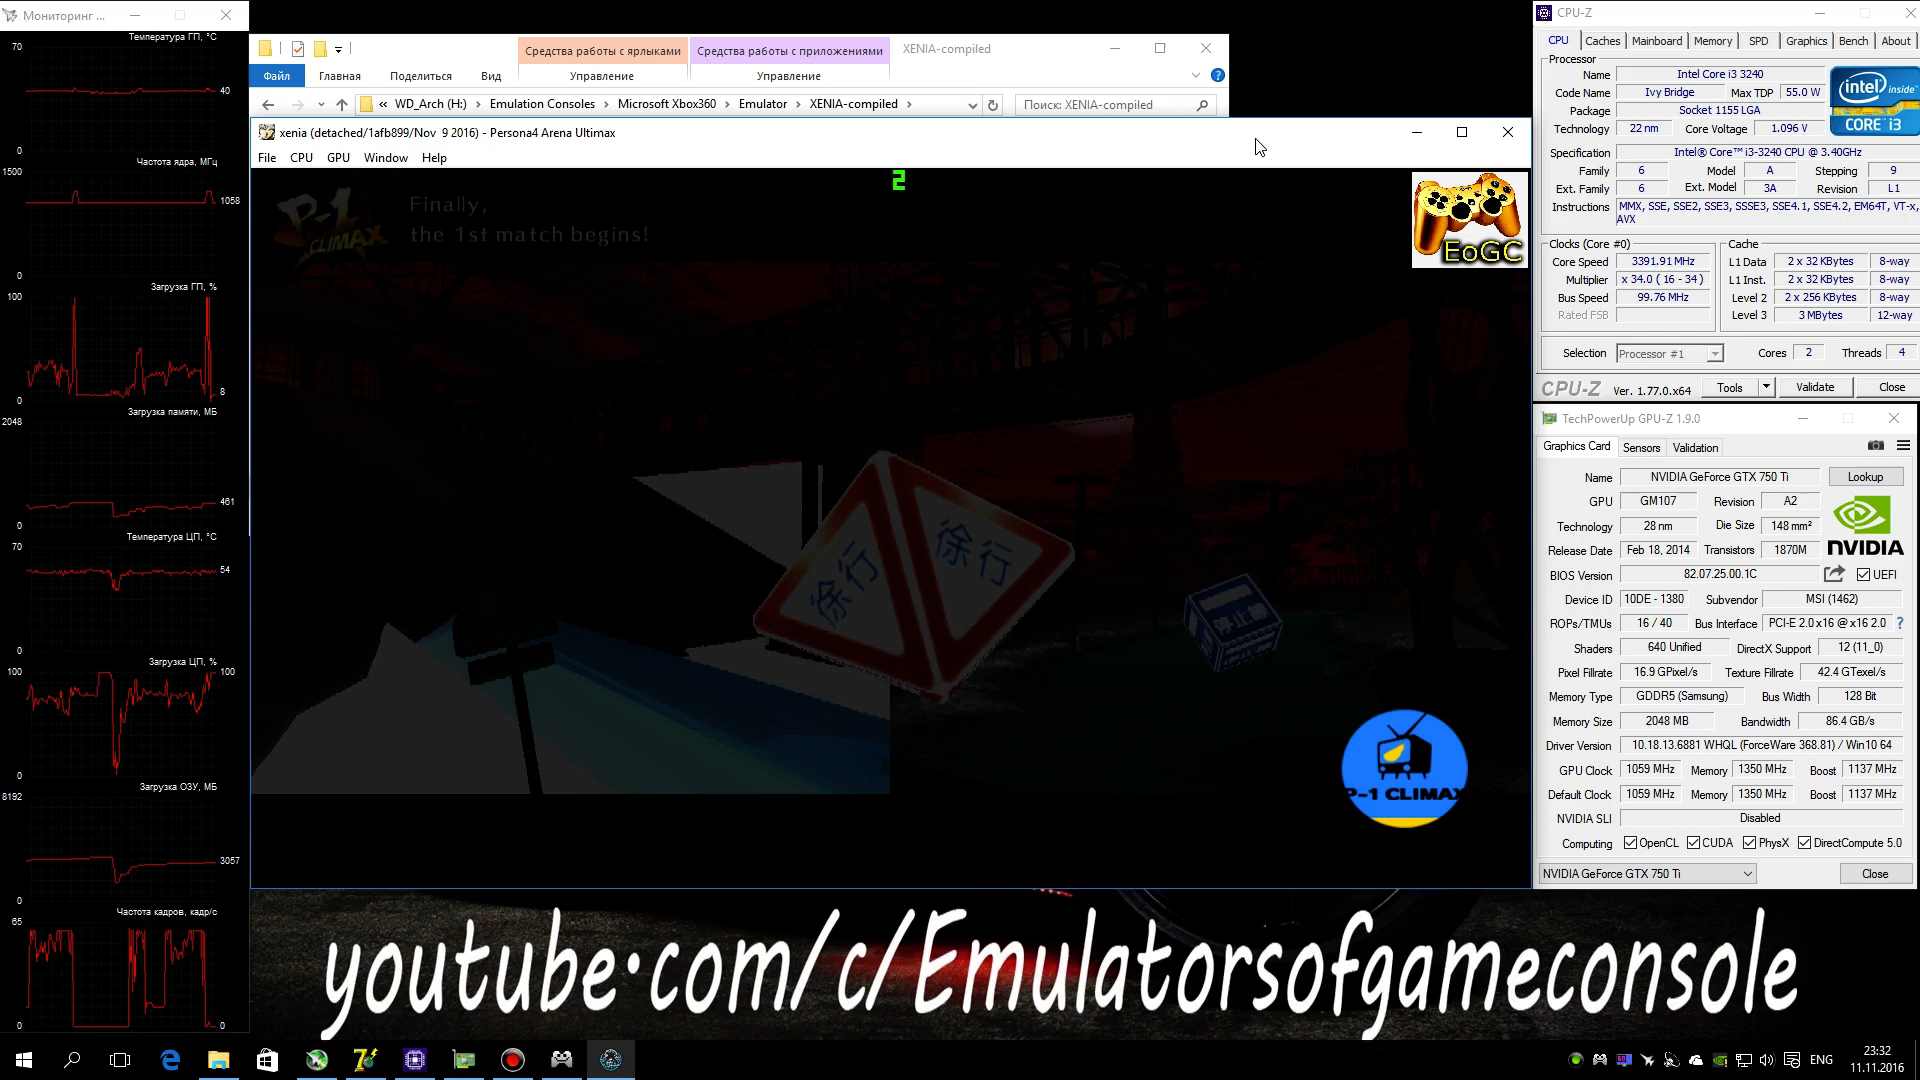 Мониторинг ...
Температура ГП, °C
70
40
0
Частота ядра, МГц
1500
1058
0
Загрузка ГП, %
100
8
0
Загрузка памяти, МБ
2048
461
0
Температура ЦП, °C
70
54
0
Загрузка ЦП, %
100
100
0
Загрузка ОЗУ, МБ
8192
3057
0
Частота кадров, кадр/с
65
0
0
Средства работы с ярлыками
Средства работы с приложениями
XENIA-compiled
Файл
Главная
Поделиться
Вид
Управление
Управление
« WD_Arch (H:) › Emulation Consoles › Microsoft Xbox360 › Emulator › XENIA-compiled ›
Поиск: XENIA-compiled
xenia (detached/1afb899/Nov 9 2016) - Persona4 Arena Ultimax
File CPU GPU Window Help
2
P-1 CLIMAX
Finally,
the 1st match begins!
EoGC
徐行
徐行
P-1 CLIMAX
youtube.com/c/Emulatorsofgameconsole
CPU-Z
CPU Caches Mainboard Memory SPD Graphics Bench About
Processor
Name Intel Core i3 3240
Code Name Ivy Bridge Max TDP 55.0 W
Package Socket 1155 LGA
Technology 22 nm Core Voltage 1.096 V
intel inside™
CORE i3
Specification Intel® Core™ i3-3240 CPU @ 3.40GHz
Family 6 Model A Stepping 9
Ext. Family 6 Ext. Model 3A Revision L1
Instructions MMX, SSE, SSE2, SSE3, SSSE3, SSE4.1, SSE4.2, EM64T, VT-x,
AVX
Clocks (Core #0)
Core Speed 3391.91 MHz
Multiplier x 34.0 ( 16 - 34 )
Bus Speed 99.76 MHz
Rated FSB
Cache
L1 Data 2 x 32 KBytes 8-way
L1 Inst. 2 x 32 KBytes 8-way
Level 2 2 x 256 KBytes 8-way
Level 3 3 MBytes 12-way
Selection Processor #1 Cores 2 Threads 4
CPU-Z Ver. 1.77.0.x64 Tools Validate Close
TechPowerUp GPU-Z 1.9.0
Graphics Card Sensors Validation
Name NVIDIA GeForce GTX 750 Ti Lookup
GPU GM107 Revision A2
Technology 28 nm Die Size 148 mm²
Release Date Feb 18, 2014 Transistors 1870M
NVIDIA
BIOS Version 82.07.25.00.1C UEFI
Device ID 10DE - 1380 Subvendor MSI (1462)
ROPs/TMUs 16 / 40 Bus Interface PCI-E 2.0 x16 @ x16 2.0 ?
Shaders 640 Unified DirectX Support 12 (11_0)
Pixel Fillrate 16.9 GPixel/s Texture Fillrate 42.4 GTexel/s
Memory Type GDDR5 (Samsung) Bus Width 128 Bit
Memory Size 2048 MB Bandwidth 86.4 GB/s
Driver Version 10.18.13.6881 WHQL (ForceWare 368.81) / Win10 64
GPU Clock 1059 MHz Memory 1350 MHz Boost 1137 MHz
Default Clock 1059 MHz Memory 1350 MHz Boost 1137 MHz
NVIDIA SLI Disabled
Computing OpenCL CUDA PhysX DirectCompute 5.0
NVIDIA GeForce GTX 750 Ti Close
ENG
23:32
11.11.2016